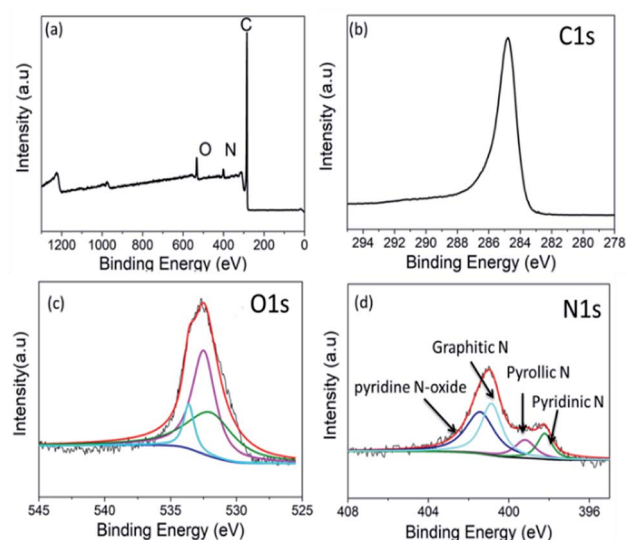 (a)
C
O N
Intensity (a.u)
1200 1000 800 600 400 200 0
Binding Energy (eV)
(b)
C1s
Intensity (a.u)
294 292 290 288 286 284 282 280 278
Binding Energy (eV)
(c)
O1s
Intensity(a.u)
545 540 535 530 525
Binding Energy (eV)
(d)
N1s
Graphitic N
Pyrollic N
pyridine N-oxide
Pyridinic N
Intensity (a.u)
408 404 400 396
Binding Energy (eV)